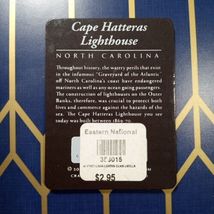 Cape Hatteras
Lighthouse
NORTH CAROLINA
Throughout history, the watery perils that exist
in the infamous "Graveyard of the Atlantic"
off North Carolina's coast have endangered
mariners as well as any ocean going passengers.
The construction of lighthouses on the Outer
Banks, therefore, was crucial to protect both
lives and commerce against the hazards of the
sea. The Cape Hatteras Lighthouse you see
today was built between 1869-70.
Eastern National
$2.95